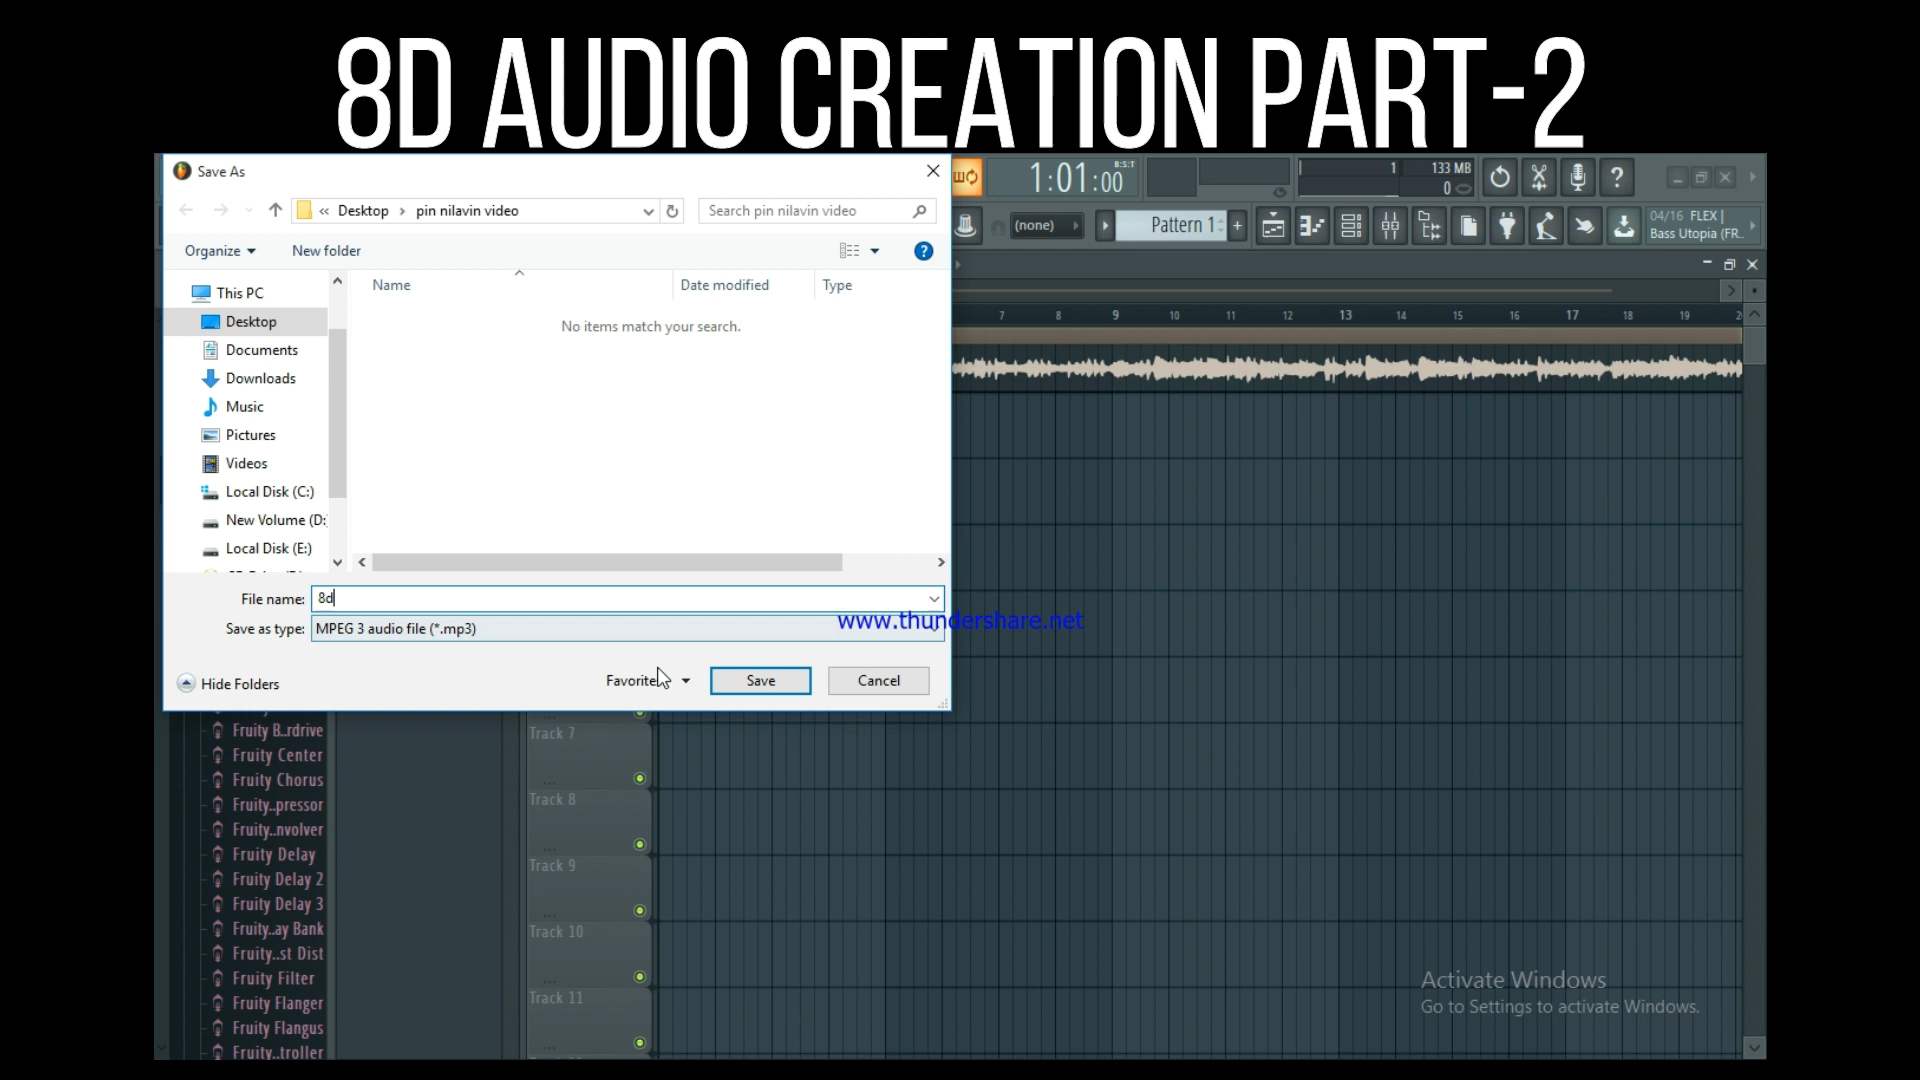 8D AUDIO CREATION PART-2
Save As
« Desktop › pin nilavin video
Search pin nilavin video
Organize
New folder
Name
Date modified
Type
No items match your search.
This PC
Desktop
Documents
Downloads
Music
Pictures
Videos
Local Disk (C:)
New Volume (D:
Local Disk (E:)
File name: 8d
Save as type: MPEG 3 audio file (*.mp3)
Hide Folders
Save
Cancel
www.thundershare.net
1:01:00
B:S:T
1
133 MB
0
?
(none)
Pattern 1
+
04/16 FLEX |
Bass Utopia (FR..
7 8 9 10 11 12 13 14 15 16 17 18 19
Fruity B..rdrive
Fruity Center
Fruity Chorus
Fruity..pressor
Fruity..nvolver
Fruity Delay
Fruity Delay 2
Fruity Delay 3
Fruity..ay Bank
Fruity..st Dist
Fruity Filter
Fruity Flanger
Fruity Flangus
Fruity..troller
Track 7
Track 8
Track 9
Track 10
Track 11
Activate Windows
Go to Settings to activate Windows.